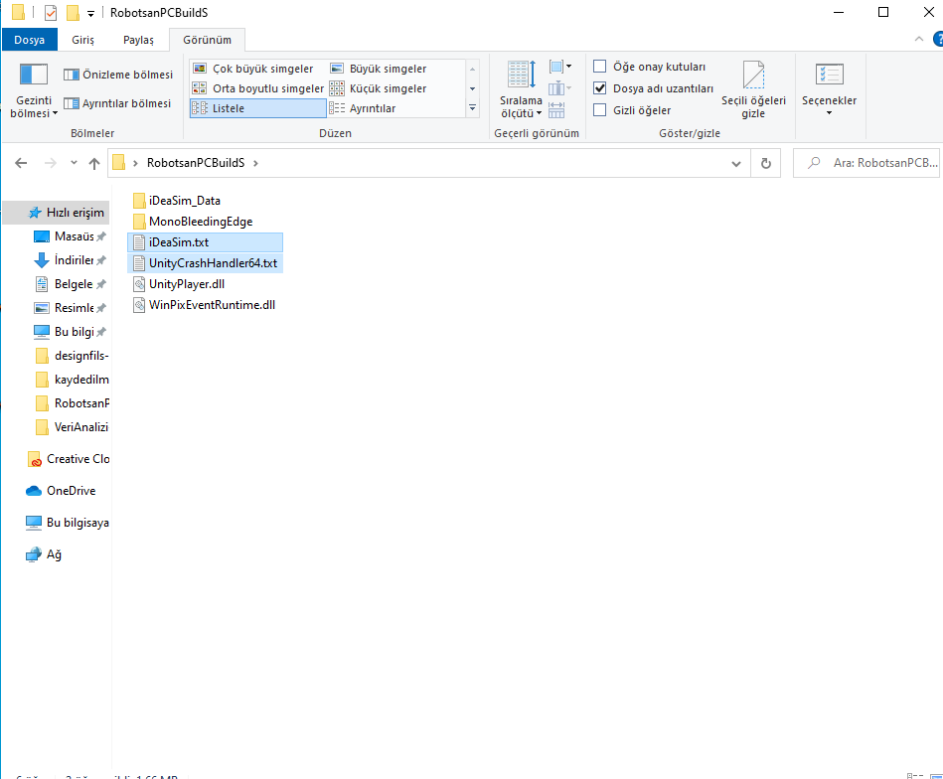 RobotsanPCBuildS
Dosya Giriş Paylaş Görünüm
Gezinti bölmesi
Önizleme bölmesi
Ayrıntılar bölmesi
Bölmeler
Çok büyük simgeler Büyük simgeler
Orta boyutlu simgeler Küçük simgeler
Listele Ayrıntılar
Düzen
Sıralama ölçütü
Geçerli görünüm
Öğe onay kutuları
Dosya adı uzantıları
Gizli öğeler
Seçili öğeleri gizle
Göster/gizle
Seçenekler
RobotsanPCBuildS
Ara: RobotsanPCB...
Hızlı erişim
Masaüs
İndiriler
Belgele
Resimle
Bu bilgi
designfils-
kaydedilm
RobotsanP
VeriAnalizi
Creative Clo
OneDrive
Bu bilgisaya
Ağ
iDeaSim_Data
MonoBleedingEdge
iDeaSim.txt
UnityCrashHandler64.txt
UnityPlayer.dll
WinPixEventRuntime.dll